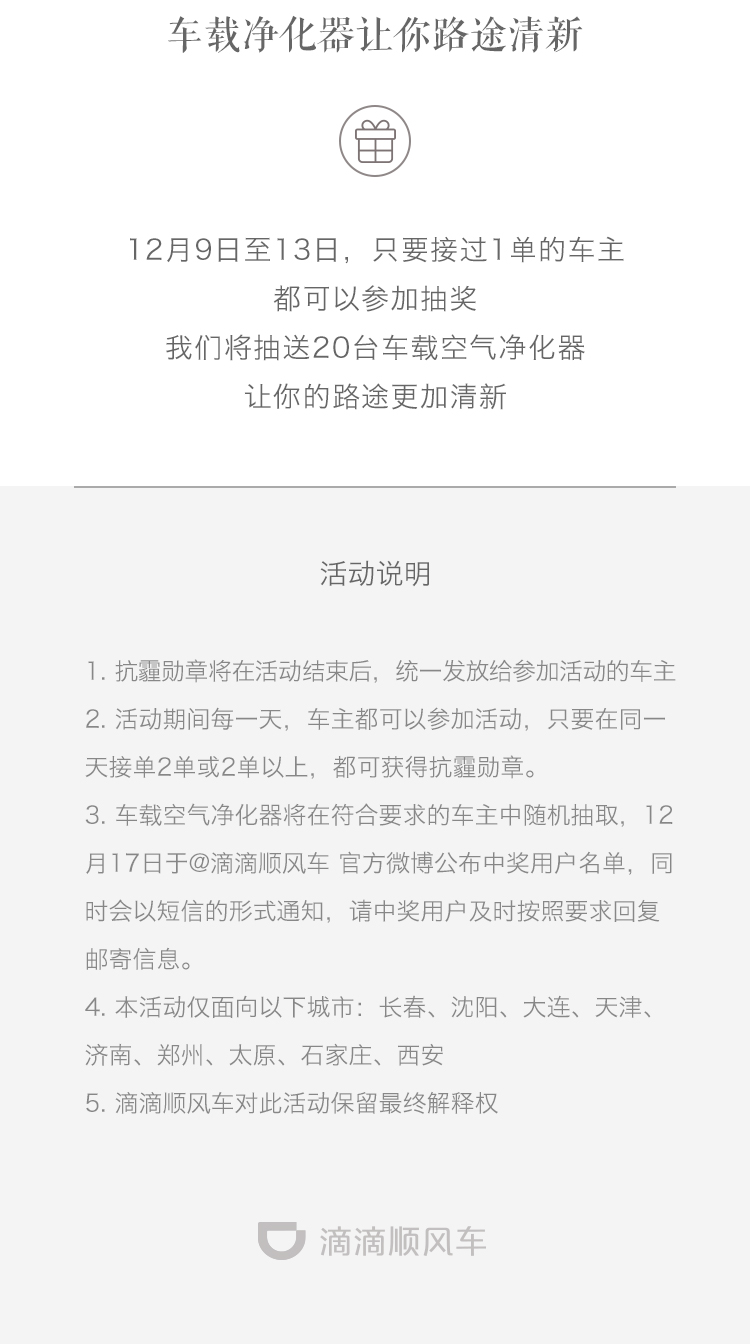 车载净化器让你路途清新
12月9日至13日，只要接过1单的车主
都可以参加抽奖
我们将抽送20台车载空气净化器
让你的路途更加清新
活动说明
1. 抗霾勋章将在活动结束后，统一发放给参加活动的车主
2. 活动期间每一天，车主都可以参加活动，只要在同一
天接单2单或2单以上，都可获得抗霾勋章。
3. 车载空气净化器将在符合要求的车主中随机抽取，12
月17日于@滴滴顺风车 官方微博公布中奖用户名单，同
时会以短信的形式通知，请中奖用户及时按照要求回复
邮寄信息。
4. 本活动仅面向以下城市：长春、沈阳、大连、天津、
济南、郑州、太原、石家庄、西安
5. 滴滴顺风车对此活动保留最终解释权
滴滴顺风车